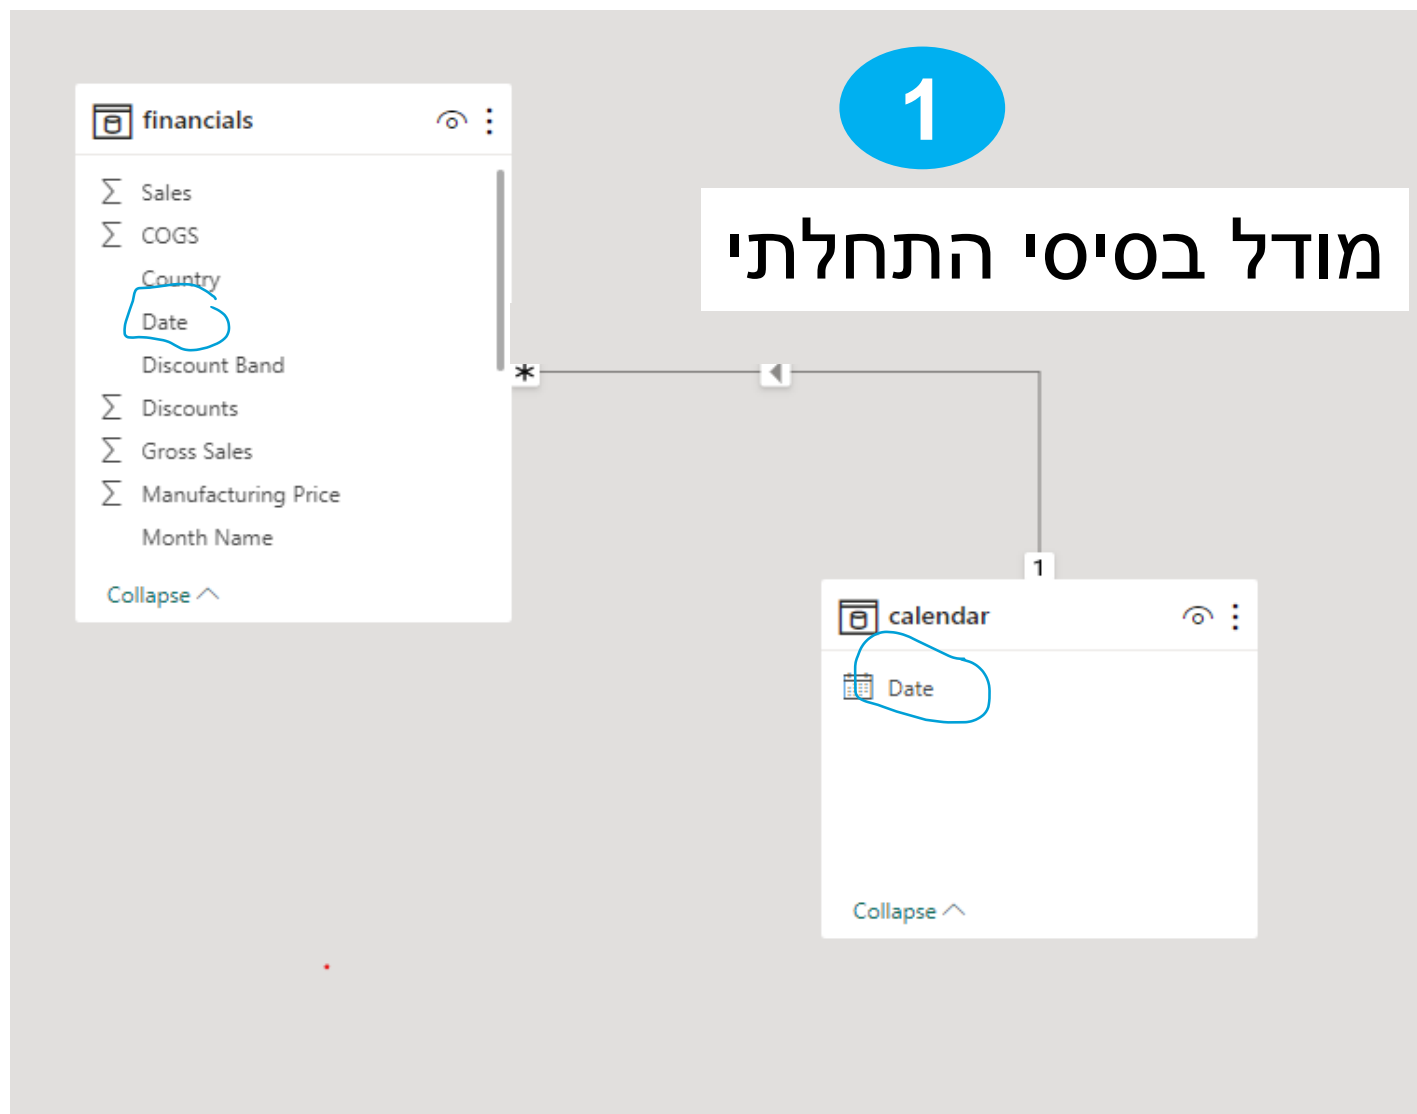 1
מודל בסיסי התחלתי
financials
Sales
COGS
Country
Date
Discount Band
Discounts
Gross Sales
Manufacturing Price
Month Name
Collapse
*
1
calendar
Date
Collapse